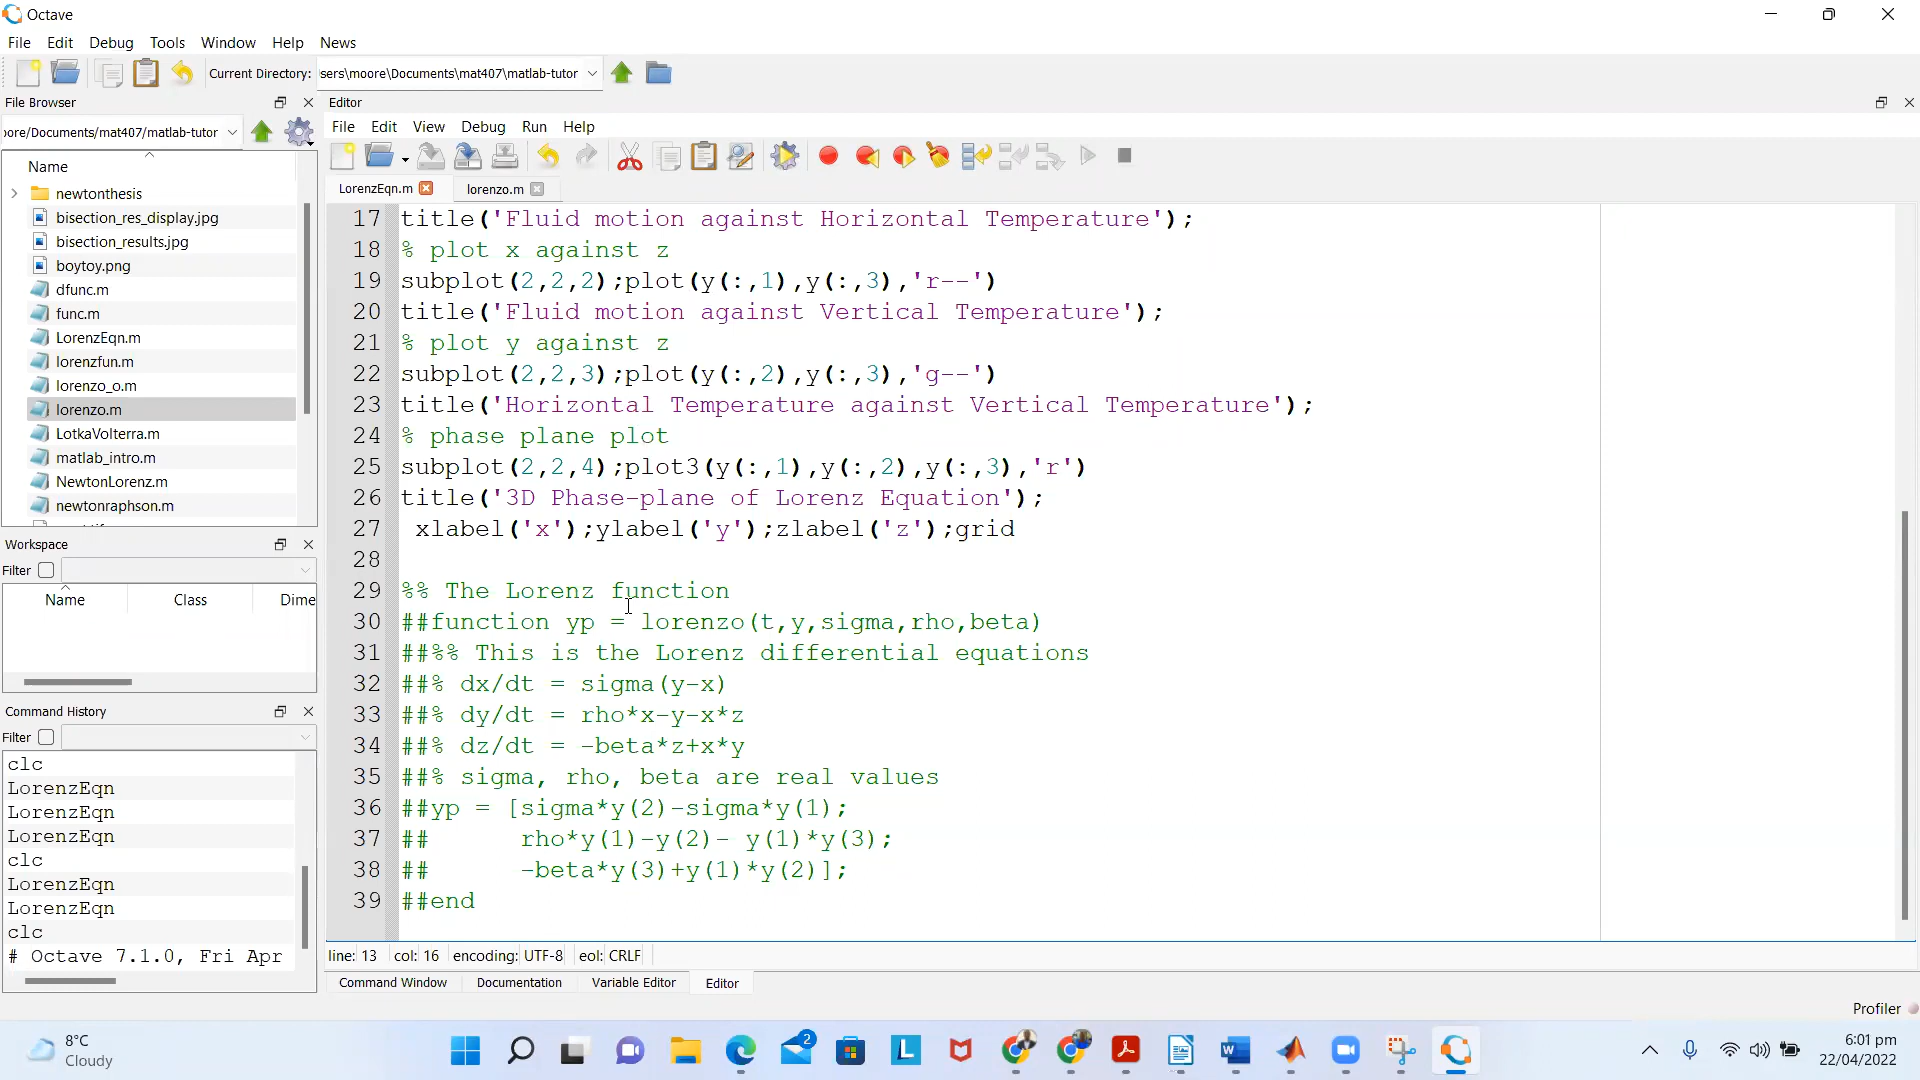 Octave
File Edit Debug Tools Window Help News
Current Directory: sers\moore\Documents\mat407\matlab-tutor
File Browser
Editor
ore/Documents/mat407/matlab-tutor
File Edit View Debug Run Help
Name
LorenzEqn.m lorenzo.m
newtonthesis
bisection_res_display.jpg
bisection_results.jpg
boytoy.png
dfunc.m
func.m
LorenzEqn.m
lorenzfun.m
lorenzo_o.m
lorenzo.m
LotkaVolterra.m
matlab_intro.m
NewtonLorenz.m
newtonraphson.m
17 title('Fluid motion against Horizontal Temperature');
18 % plot x against z
19 subplot(2,2,2);plot(y(:,1),y(:,3),'r--')
20 title('Fluid motion against Vertical Temperature');
21 % plot y against z
22 subplot(2,2,3);plot(y(:,2),y(:,3),'g--')
23 title('Horizontal Temperature against Vertical Temperature');
24 % phase plane plot
25 subplot(2,2,4);plot3(y(:,1),y(:,2),y(:,3),'r')
26 title('3D Phase-plane of Lorenz Equation');
27 xlabel('x');ylabel('y');zlabel('z');grid
28
29 %% The Lorenz function
30 ##function yp = lorenzo(t,y,sigma,rho,beta)
31 ##%% This is the Lorenz differential equations
32 ##% dx/dt = sigma(y-x)
33 ##% dy/dt = rho*x-y-x*z
34 ##% dz/dt = -beta*z+x*y
35 ##% sigma, rho, beta are real values
36 ##yp = [sigma*y(2)-sigma*y(1);
37 ## rho*y(1)-y(2)- y(1)*y(3);
38 ## -beta*y(3)+y(1)*y(2)];
39 ##end
Workspace
Filter
Name Class Dime
Command History
Filter
clc
LorenzEqn
LorenzEqn
LorenzEqn
clc
LorenzEqn
LorenzEqn
clc
# Octave 7.1.0, Fri Apr
line: 13 col: 16 encoding: UTF-8 eol: CRLF
Command Window Documentation Variable Editor Editor
Profiler
8°C
Cloudy
2
L
W
6:01 pm
22/04/2022